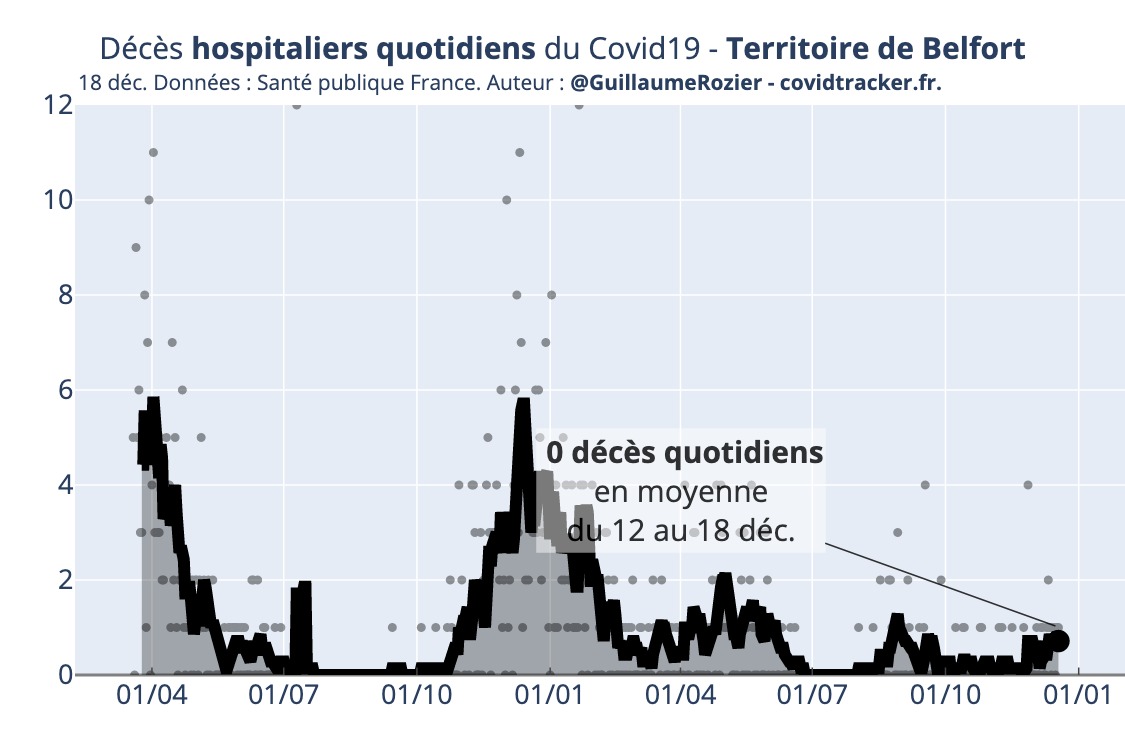 Décès hospitaliers quotidiens du Covid19 - Territoire de Belfort
18 déc. Données : Santé publique France. Auteur : @GuillaumeRozier - covidtracker.fr.
12
10
8
6
4
2
0
0 décès quotidiens
en moyenne
du 12 au 18 déc.
01/04 01/07 01/10 01/01 01/04 01/07 01/10 01/01